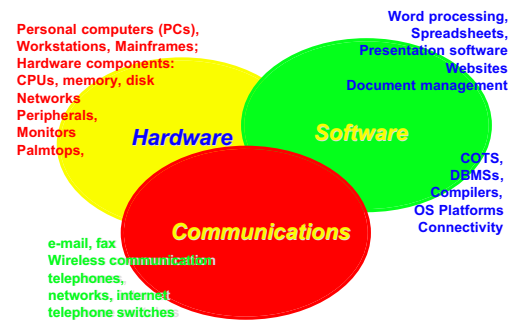 Personal computers (PCs),
Workstations, Mainframes;
Hardware components:
CPUs, memory, disk
Networks
Peripherals,
Monitors
Palmtops,
Word processing,
Spreadsheets,
Presentation software
Websites
Document management
Hardware
Software
COTS,
DBMSs,
Compilers,
OS Platforms
Connectivity
Communications
e-mail, fax
Wireless communication
telephones,
networks, internet
telephone switches